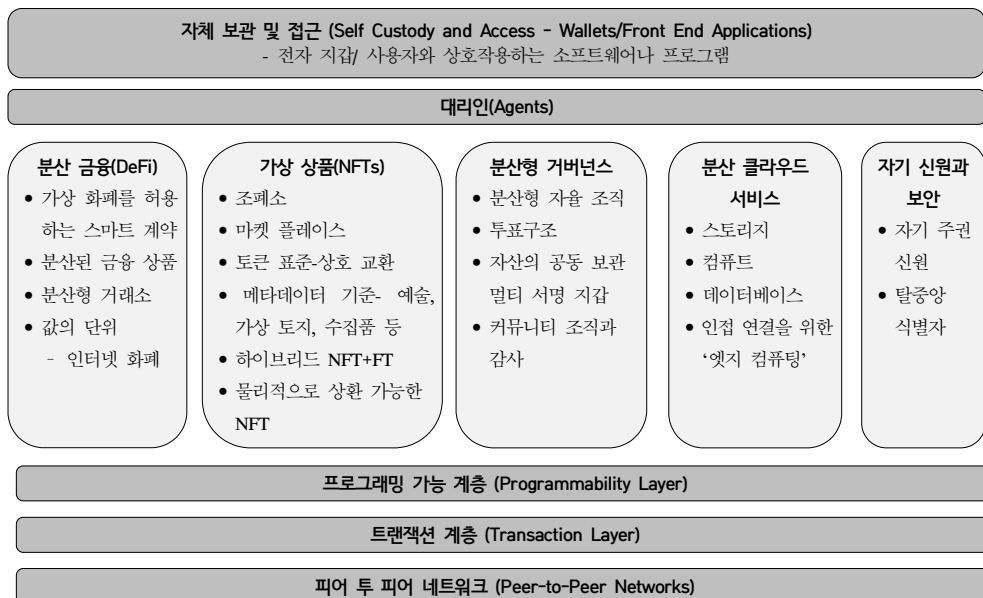 자체 보관 및 접근 (Self Custody and Access - Wallets/Front End Applications)
- 전자 지갑/ 사용자와 상호작용하는 소프트웨어나 프로그램
대리인(Agents)
분산 금융(DeFi)
• 가상 화폐를 허용
하는 스마트 계약
• 분산된 금융 상품
• 분산형 거래소
• 값의 단위
- 인터넷 화폐
가상 상품(NFTs)
• 조폐소
• 마켓 플레이스
• 토큰 표준-상호 교환
• 메타데이터 기준- 예술,
가상 토지, 수집품 등
• 하이브리드 NFT+FT
• 물리적으로 상환 가능한
NFT
분산형 거버넌스
• 분산형 자율 조직
• 투표구조
• 자산의 공동 보관
멀티 서명 지갑
• 커뮤니티 조직과
감사
분산 클라우드
서비스
• 스토리지
• 컴퓨트
• 데이터베이스
• 인접 연결을 위한
‘엣지 컴퓨팅’
자기 신원과
보안
• 자기 주권
신원
• 탈중앙
식별자
프로그래밍 가능 계층 (Programmability Layer)
트랜잭션 계층 (Transaction Layer)
피어 투 피어 네트워크 (Peer-to-Peer Networks)